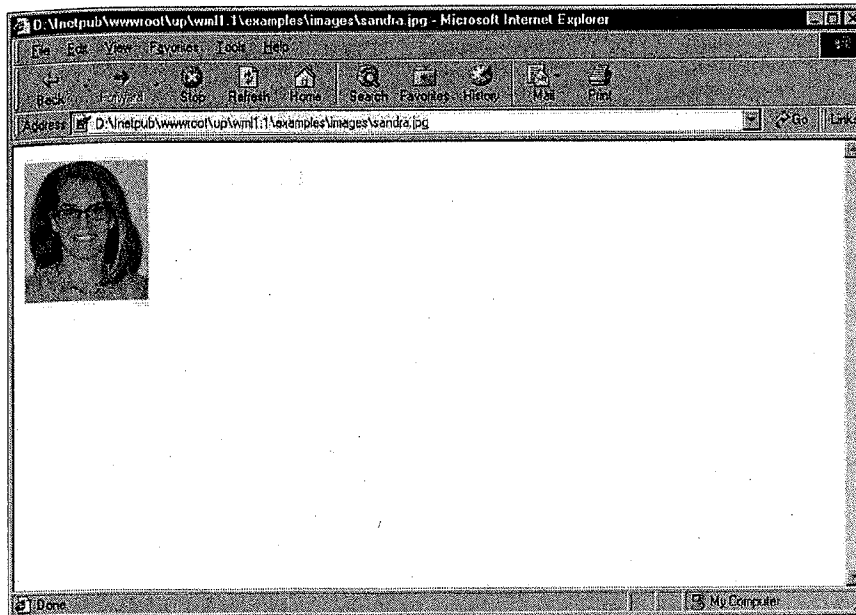 D:\Inetpub\wwwroot\up\wml1.1\examples\images\sandra.jpg - Microsoft Internet Explorer
File Edit View Favorites Tools Help
Back Forward Stop Refresh Home Search Favorites History Mail Print
Address D:\Inetpub\wwwroot\up\wml1.1\examples\images\sandra.jpg Go Links
Done My Computer